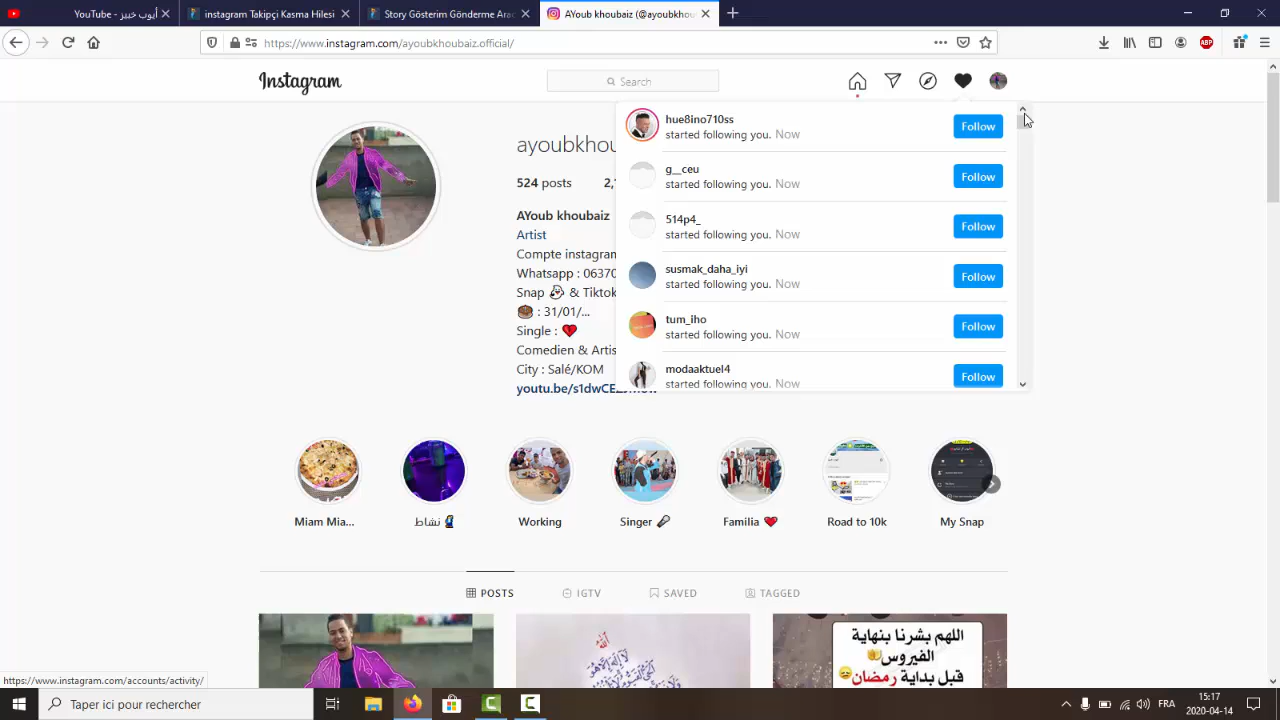 YouTube - أيوب خبيز
instagram Takipçi Kasma Hilesi
Story Gösterim Gönderme Arac
AYoub khoubaiz (@ayoubkhou
https://www.instagram.com/ayoubkhoubaiz.official/
ABP
Instagram
Search
hue8ino710ss
started following you. Now
Follow
g__ceu
started following you. Now
Follow
514p4_
started following you. Now
Follow
susmak_daha_iyi
started following you. Now
Follow
tum_iho
started following you. Now
Follow
modaaktuel4
started following you. Now
Follow
ayoubkhou
524 posts 2,
AYoub khoubaiz
Artist
Compte instagram
Whatsapp : 0637
Snap 👻 & Tiktok
🎂 : 31/01/...
Single : 💔
Comedien & Artis
City : Salé/KOM
Miam Mia...
نشاط
Working
Singer 🎤
Familia ❤️
Road to 10k
My Snap
POSTS
IGTV
SAVED
TAGGED
اللهم بشرنا بنهاية
الفيروس
قبل بداية رمضان
https://www.instagram.com/accounts/activity/
Taper ici pour rechercher
FRA
15:17
2020-04-14